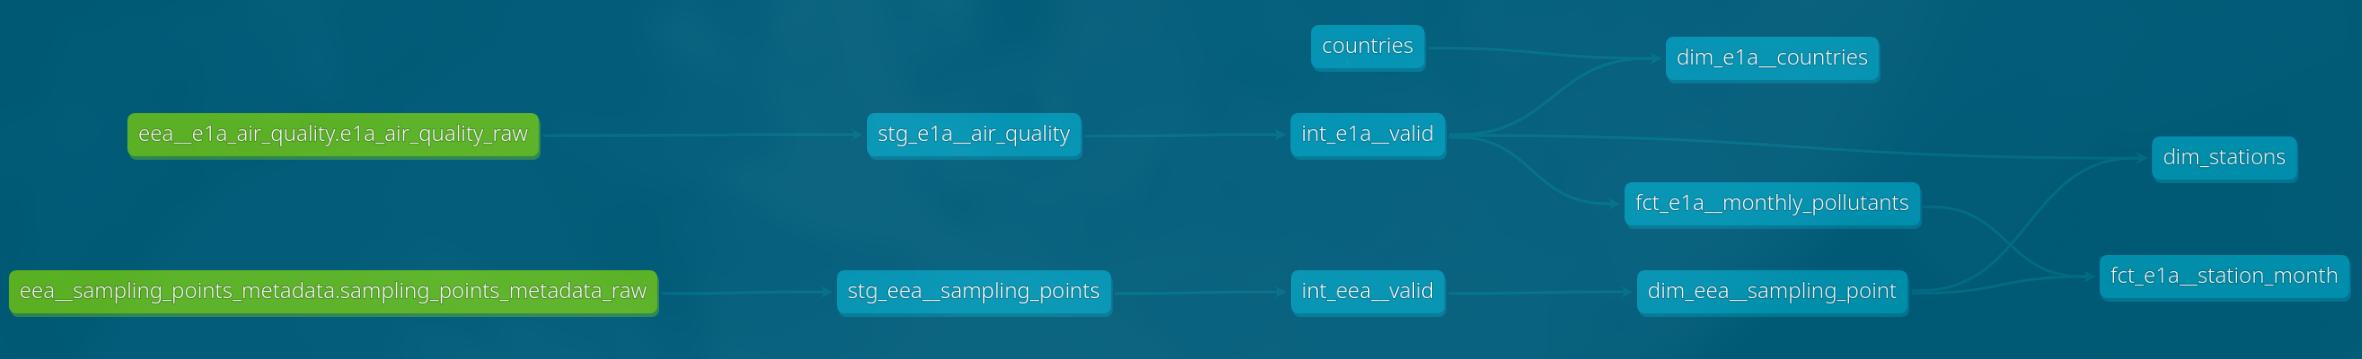 countries
dim_e1a__countries
eea__e1a_air_quality.e1a_air_quality_raw
stg_e1a__air_quality
int_e1a__valid
dim_stations
fct_e1a__monthly_pollutants
eea__sampling_points_metadata.sampling_points_metadata_raw
stg_eea__sampling_points
int_eea__valid
dim_eea__sampling_point
fct_e1a__station_month